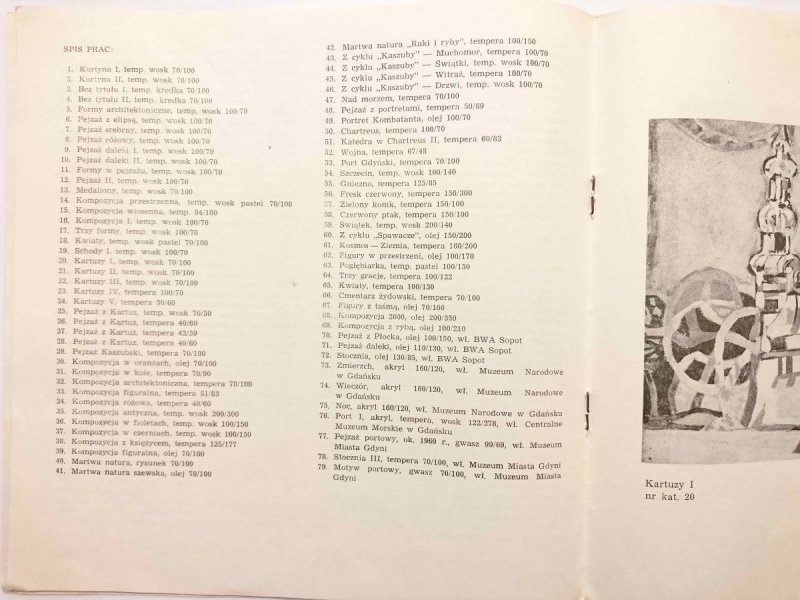 SPIS PRAC:
1. Kurtyna I, temp. wosk 70/100
2. Kurtyna II, temp. wosk 70/100
3. Bez tytułu I, temp. kredka 70/100
4. Bez tytułu II, temp. kredka 70/100
5. Formy architektoniczne, temp. wosk 100/70
6. Pejzaż z elipsą, temp. wosk 100/70
7. Pejzaż srebrny, temp. wosk 100/70
8. Pejzaż różowy, temp. wosk 100/70
9. Pejzaż daleki I, temp. wosk 100/70
10. Pejzaż daleki II, temp. wosk 100/70
11. Formy w pejzażu, temp. wosk 100/70
12. Pejzaż II, temp. wosk 100/70
13. Medaliony, temp. wosk 70/100
14. Kompozycja przestrzenna, temp. wosk pastel 70/100
15. Kompozycja wiosenna, temp. 84/100
16. Kompozycja I, temp. wosk 100/70
17. Trzy formy, temp. wosk 100/70
18. Kwiaty, temp. wosk pastel 70/100
19. Schody I, temp. wosk 100/70
20. Kartuzy I, temp. wosk 70/100
21. Kartuzy II, temp. wosk 70/100
22. Kartuzy III, temp. wosk 70/100
23. Kartuzy IV, tempera 100/70
24. Kartuzy V, tempera 50/60
25. Pejzaż z Kartuz, temp. wosk 70/50
26. Pejzaż z Kartuz, tempera 40/60
27. Pejzaż z Kartuz, tempera 42/59
28. Pejzaż z Kartuz, tempera 40/60
29. Pejzaż Kaszubski, tempera 70/100
30. Kompozycja w oranżach, olej 70/100
31. Kompozycja w kole, tempera 70/90
32. Kompozycja architektoniczna, tempera 70/100
33. Kompozycja figuralna, tempera 51/83
34. Kompozycja różowa, tempera 40/60
35. Kompozycja antyczna, temp. wosk 200/300
36. Kompozycja w fioletach, temp. wosk 100/150
37. Kompozycja w czerniach, temp. wosk 100/150
38. Kompozycja z księżycem, tempera 125/177
39. Kompozycja figuralna, olej 70/100
40. Martwa natura, rysunek 70/100
41. Martwa natura szewska, olej 70/100
42. Martwa natura „Raki i ryby", tempera 100/150
43. Z cyklu „Kaszuby" — Muchomor, tempera 100/70
44. Z cyklu „Kaszuby" — Świątki, temp. wosk 100/70
45. Z cyklu „Kaszuby" — Witraż, tempera 100/70
46. Z cyklu „Kaszuby" — Drzwi, temp. wosk 100/70
47. Nad morzem, tempera 70/100
48. Pejzaż z portretami, tempera 50/69
49. Portret Kombatanta, olej 100/70
50. Chartreus, tempera 100/70
51. Katedra w Chartreus II, tempera 60/83
52. Wojna, tempera 67/48
53. Port Gdyński, tempera 70/100
54. Szczecin, temp. wosk 100/140
55. Gniezno, tempera 125/85
56. Fresk czerwony, tempera 150/300
57. Zielony konik, tempera 150/100
58. Czerwony ptak, tempera 150/100
59. Świątek, temp. wosk 200/140
60. Z cyklu „Spawacze", olej 150/200
61. Kosmos — Ziemia, tempera 160/200
62. Figury w przestrzeni, olej 100/170
63. Pogłębiarka, temp. pastel 100/150
64. Trzy gracje, tempera 100/122
65. Kwiaty, tempera 100/130
66. Cmentarz żydowski, tempera 70/100
67. Figury z taśmą, olej 70/100
68. Kompozycja 2000, olej 200/350
69. Kompozycja z rybą, olej 100/210
70. Pejzaż z Płocka, olej 100/150, wł. BWA Sopot
71. Pejzaż daleki, olej 110/130, wł. BWA Sopot
72. Stocznia, olej 130/85, wł. BWA Sopot
73. Zmierzch, akryl 160/120, wł. Muzeum Narodowe
w Gdańsku
74. Wieczór, akryl 160/120, wł. Muzeum Narodowe
w Gdańsku
75. Noc, akryl 160/120, wł. Muzeum Narodowe w Gdańsku
76. Port I, akryl, tempera, wosk 122/278, wł. Centralne
Muzeum Morskie w Gdańsku
77. Pejzaż portowy, ok. 1960 r., gwasz 99/69, wł. Muzeum
Miasta Gdyni
78. Stocznia III, tempera 70/100, wł. Muzeum Miasta Gdyni
79. Motyw portowy, gwasz 70/100, wł. Muzeum Miasta
Gdyni
Kartuzy I
nr kat. 20